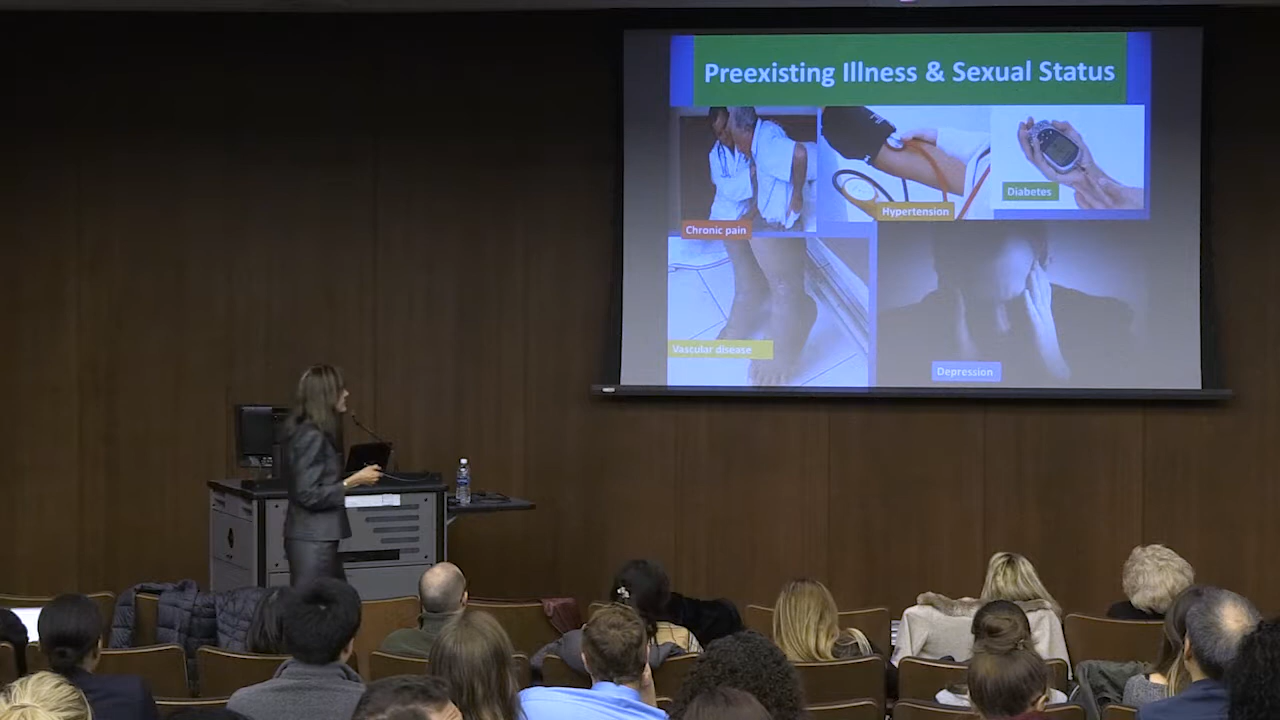 Preexisting Illness & Sexual Status
Diabetes
Hypertension
Chronic pain
Vascular disease
Depression